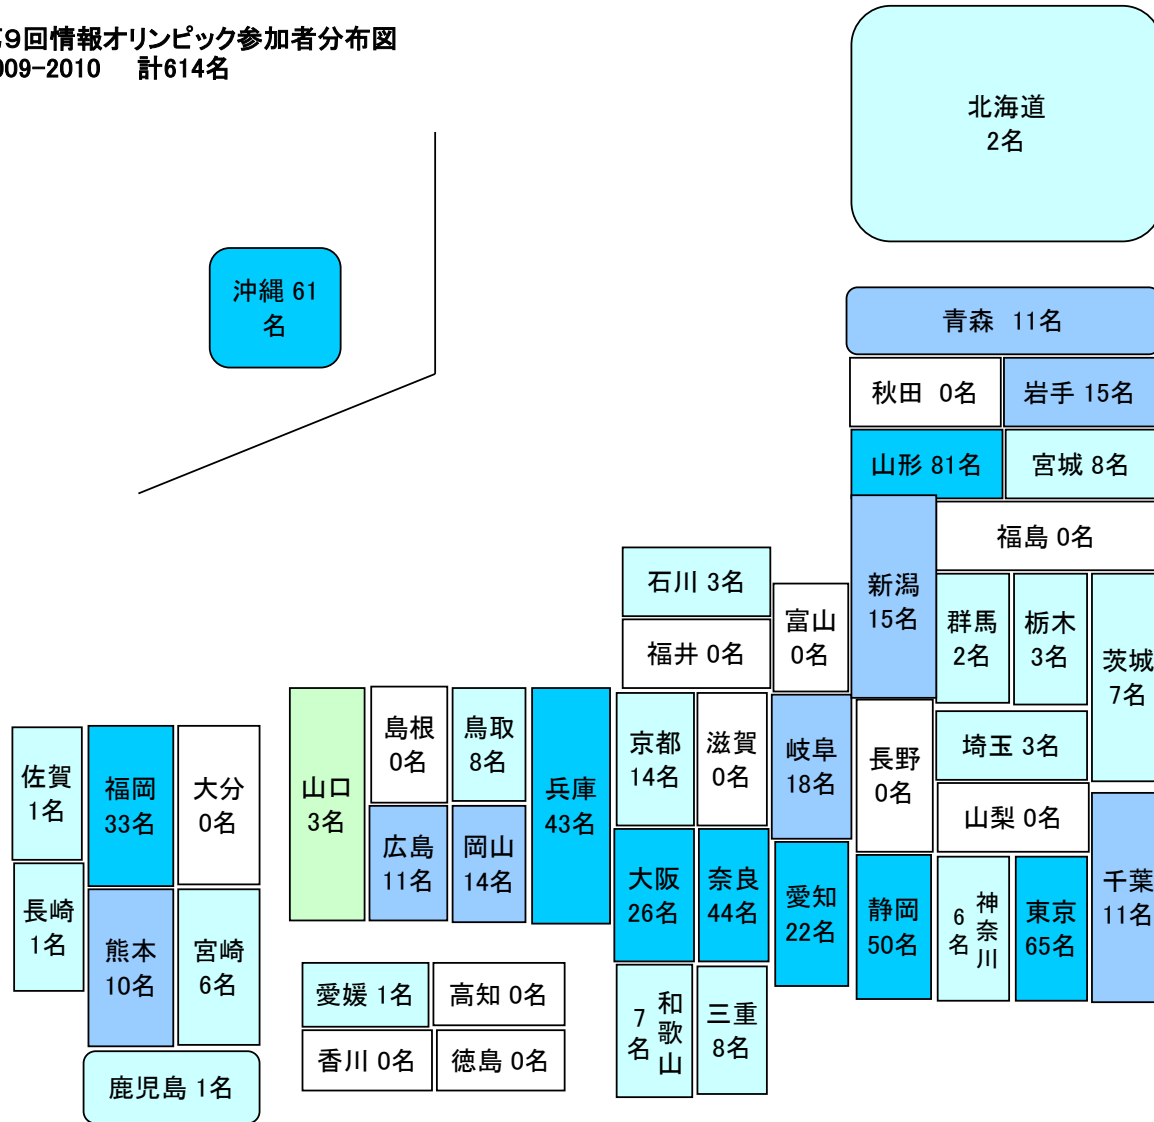 9回情報オリンピック参加者分布図
009-2010 計614名
北海道
2名
沖縄 61
名
青森 11名
秋田 0名
岩手 15名
山形 81名
宮城 8名
福島 0名
新潟
15名
石川 3名
福井 0名
富山
0名
群馬
2名
栃木
3名
茨城
7名
埼玉 3名
山梨 0名
長野
0名
岐阜
18名
滋賀
0名
京都
14名
兵庫
43名
鳥取
8名
島根
0名
山口
3名
広島
11名
岡山
14名
大阪
26名
奈良
44名
愛知
22名
静岡
50名
神奈川
6名
東京
65名
千葉
11名
和歌山
7名
三重
8名
佐賀
1名
福岡
33名
大分
0名
長崎
1名
熊本
10名
宮崎
6名
鹿児島 1名
愛媛 1名
高知 0名
香川 0名
徳島 0名